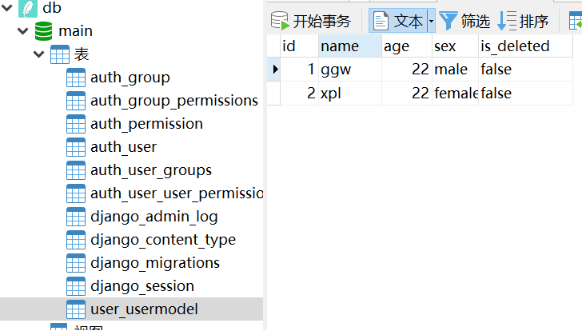 db
main
表
auth_group
auth_group_permissions
auth_permission
auth_user
auth_user_groups
auth_user_user_permissio
django_admin_log
django_content_type
django_migrations
django_session
user_usermodel
视图
开始事务 文本 筛选 排序
id name age sex is_deleted
1 ggw 22 male false
2 xpl 22 female false